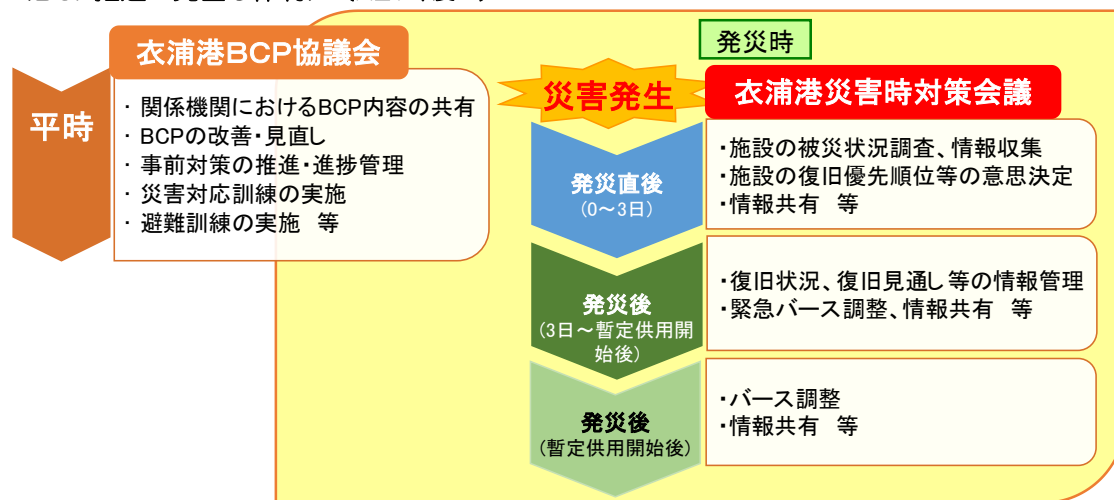 衣浦港BCP協議会
平時
・ 関係機関におけるBCP内容の共有
・ BCPの改善・見直し
・ 事前対策の推進・進捗管理
・ 災害対応訓練の実施
・ 避難訓練の実施　等
発災時
災害発生
衣浦港災害時対策会議
発災直後
(0～3日)
・施設の被災状況調査、情報収集
・施設の復旧優先順位等の意思決定
・情報共有　等
発災後
(3日～暫定供用開
始後)
・復旧状況、復旧見通し等の情報管理
・緊急バース調整、情報共有　等
発災後
(暫定供用開始後)
・バース調整
・情報共有　等